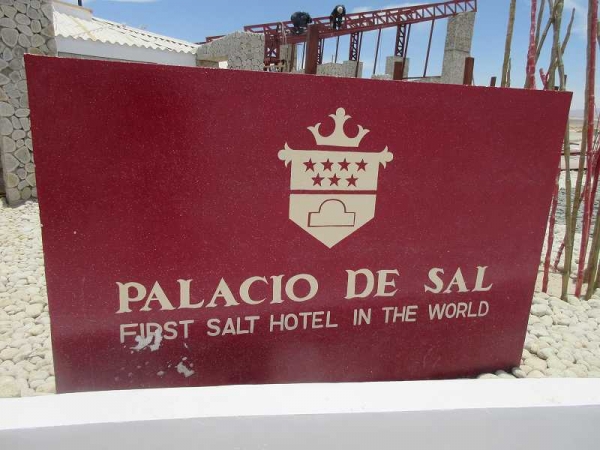 PALACIO DE SAL
FIRST SALT HOTEL IN THE WORLD